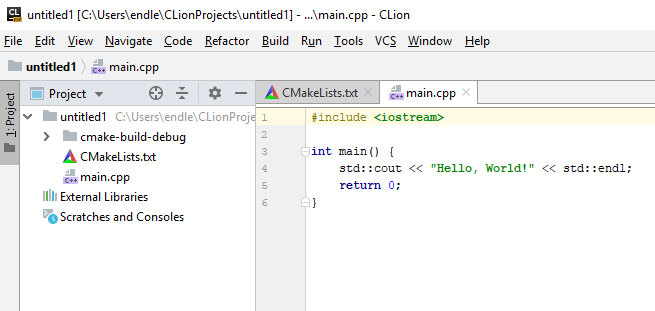 CL untitled1 [C:\Users\endle\CLionProjects\untitled1] - ...\main.cpp - CLion
File Edit View Navigate Code Refactor Build Run Tools VCS Window Help
untitled1 main.cpp
1: Project
Project
CMakeLists.txt main.cpp
untitled1 C:\Users\endle\CLionProje
cmake-build-debug
CMakeLists.txt
main.cpp
External Libraries
Scratches and Consoles
1 #include <iostream>
2
3 int main() {
4 std::cout << "Hello, World!" << std::endl;
5 return 0;
6 }